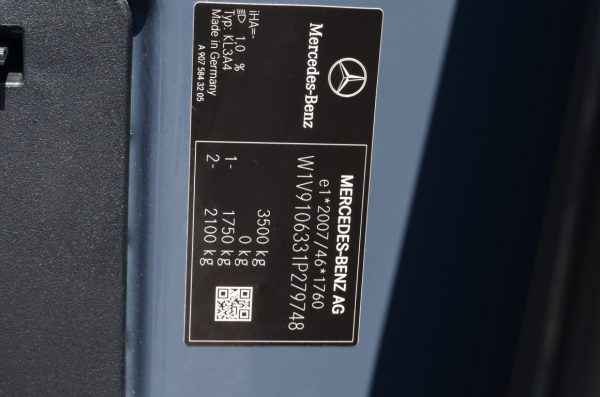 Mercedes-Benz
iHA=-
1.0 %
Typ: KL3A4
Made in Germany
A 907 584 32 05
MERCEDES-BENZ AG
e1*2007/46*1760
W1V9106331P279748
3500 kg
0 kg
1- 1750 kg
2- 2100 kg